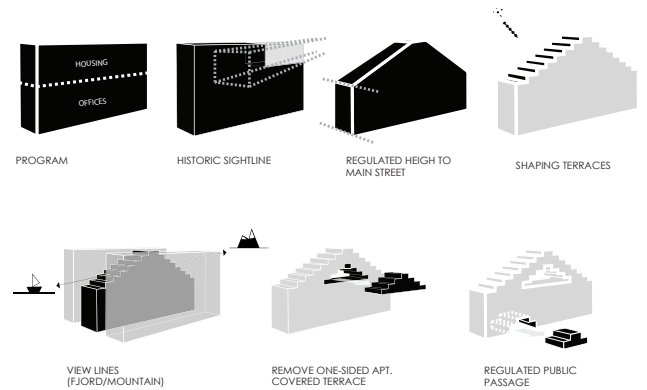 HOUSING
OFFICES
PROGRAM
HISTORIC SIGHTLINE
REGULATED HEIGH TO
MAIN STREET
SHAPING TERRACES
VIEW LINES
(FJORD/MOUNTAIN)
REMOVE ONE-SIDED APT.
COVERED TERRACE
REGULATED PUBLIC
PASSAGE